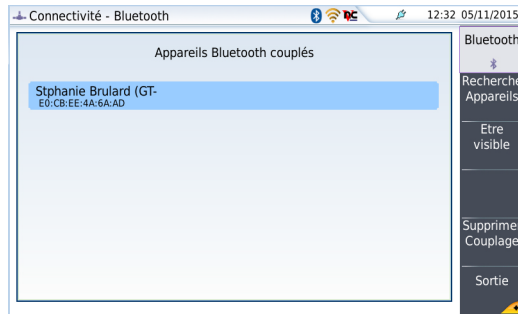 Connectivité - Bluetooth
12:32 05/11/2015
Appareils Bluetooth couplés
Stphanie Brulard (GT-
E0:CB:EE:4A:6A:AD
Bluetooth
Recherche
Appareils
Etre
visible
Supprime
Couplage
Sortie